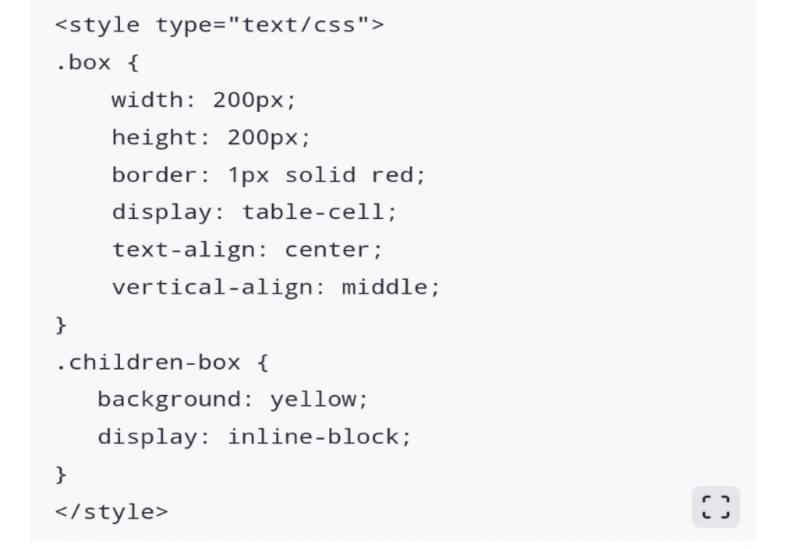 <style type="text/css">
.box {
    width: 200px;
    height: 200px;
    border: 1px solid red;
    display: table-cell;
    text-align: center;
    vertical-align: middle;
}
.children-box {
   background: yellow;
   display: inline-block;
}
</style>